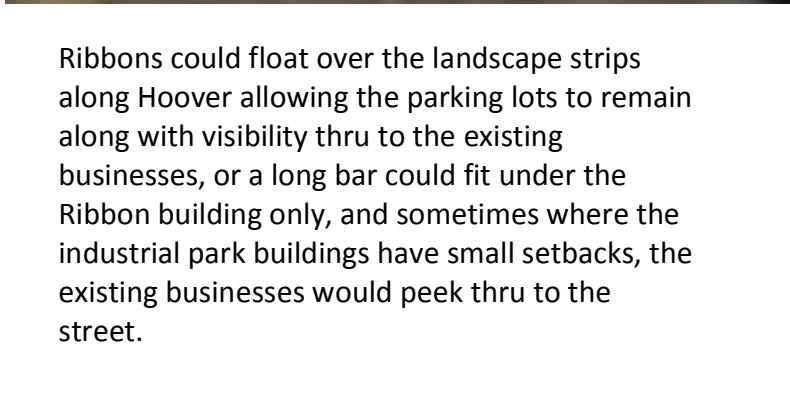 Ribbons could float over the landscape strips
along Hoover allowing the parking lots to remain
along with visibility thru to the existing
businesses, or a long bar could fit under the
Ribbon building only, and sometimes where the
industrial park buildings have small setbacks, the
existing businesses would peek thru to the
street.